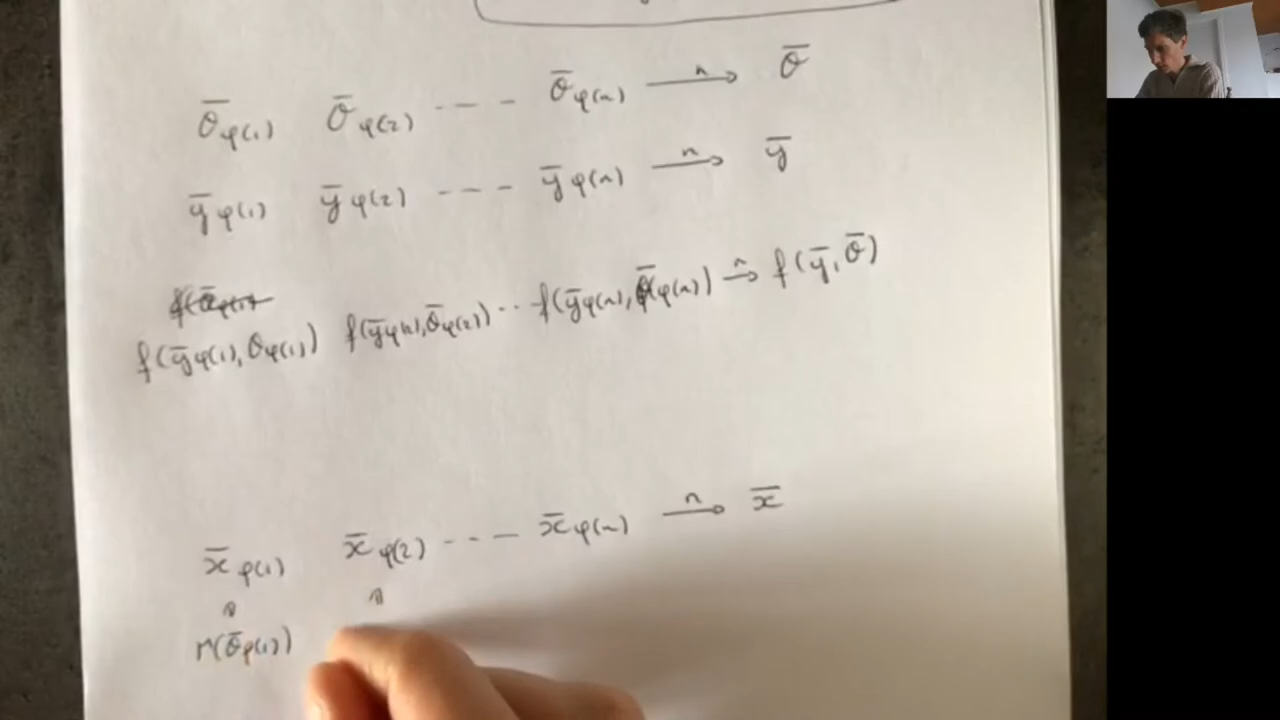 θ̄φ(1) θ̄φ(2) --- θ̄φ(n) —n→ θ̄
ȳφ(1) ȳφ(2) --- ȳφ(n) —n→ ȳ
f(ȳφ(1), θφ(1)) f(ȳφ(2), θ̄φ(2)) ·· f(ȳφ(n), θ̄φ(n)) —n→ f(ȳ, θ̄)
x̄φ(1) x̄φ(2) --- x̄φ(n) —n→ x̄
∩ ∩
Γ(θ̄φ(1))